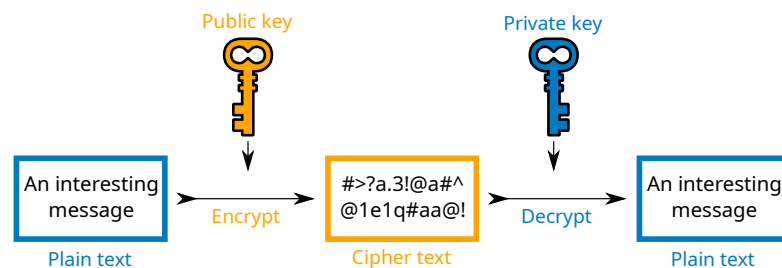 Public key
Private key
An interesting
message
#>?a.3!@a#^
@1e1q#aa@!
An interesting
message
Encrypt
Decrypt
Plain text
Cipher text
Plain text